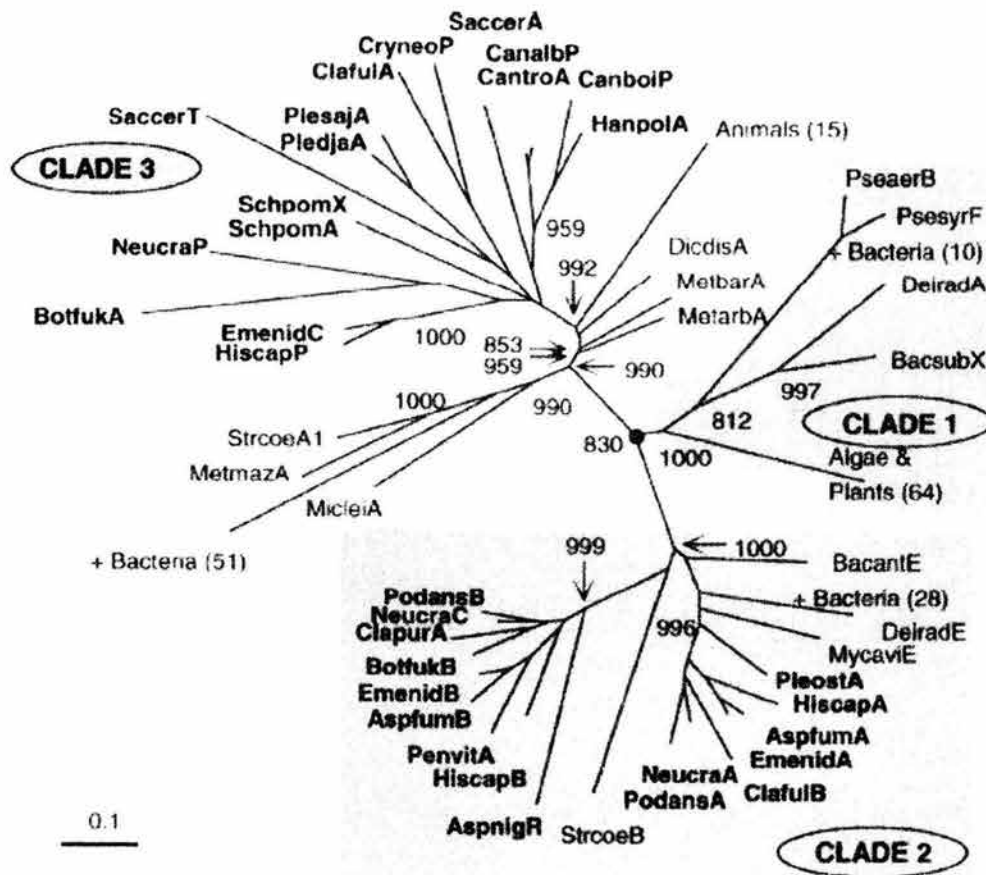 SaccerA
CryneoP
CanalbP
ClafulA
CantroA
CanboiP
PlesajA
HanpolA
SaccerT
Animals (15)
PledjaA
CLADE 3
PseaerB
SchpomX
PsesyrF
SchpomA
959
+ Bacteria (10)
NeucraP
DicdisA
992
DeiradA
MetbarA
BotfukA
MetarbA
EmenidC
1000
HiscapP
853
959
990
BacsubX
997
990
1000
812
CLADE 1
StrcoeA1
830
1000
Algae &
MetmazA
Plants (64)
MicleiA
+ Bacteria (51)
999
1000
BacantE
PodansB
+ Bacteria (28)
NeucraC
996
DeiradE
ClapurA
MycaviE
BotfukB
PleostA
EmenidB
HiscapA
AspfumB
AspfumA
PenvitA
EmenidA
HiscapB
NeucraA
ClafulB
PodansA
0.1
AspnigR
StrcoeB
CLADE 2